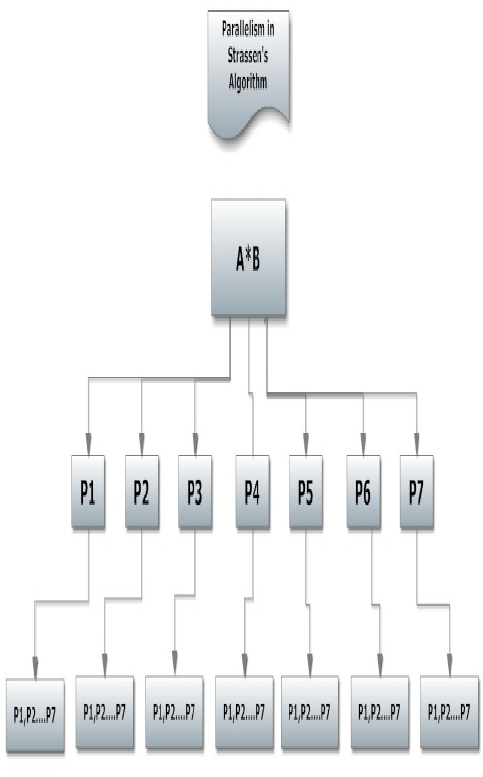 Parallelism in
Strassen's
Algorithm
A*B
P1 P2 P3 P4 P5 P6 P7
P1,P2....P7 P1,P2....P7 P1,P2....P7 P1,P2....P7 P1,P2....P7 P1,P2....P7 P1,P2....P7